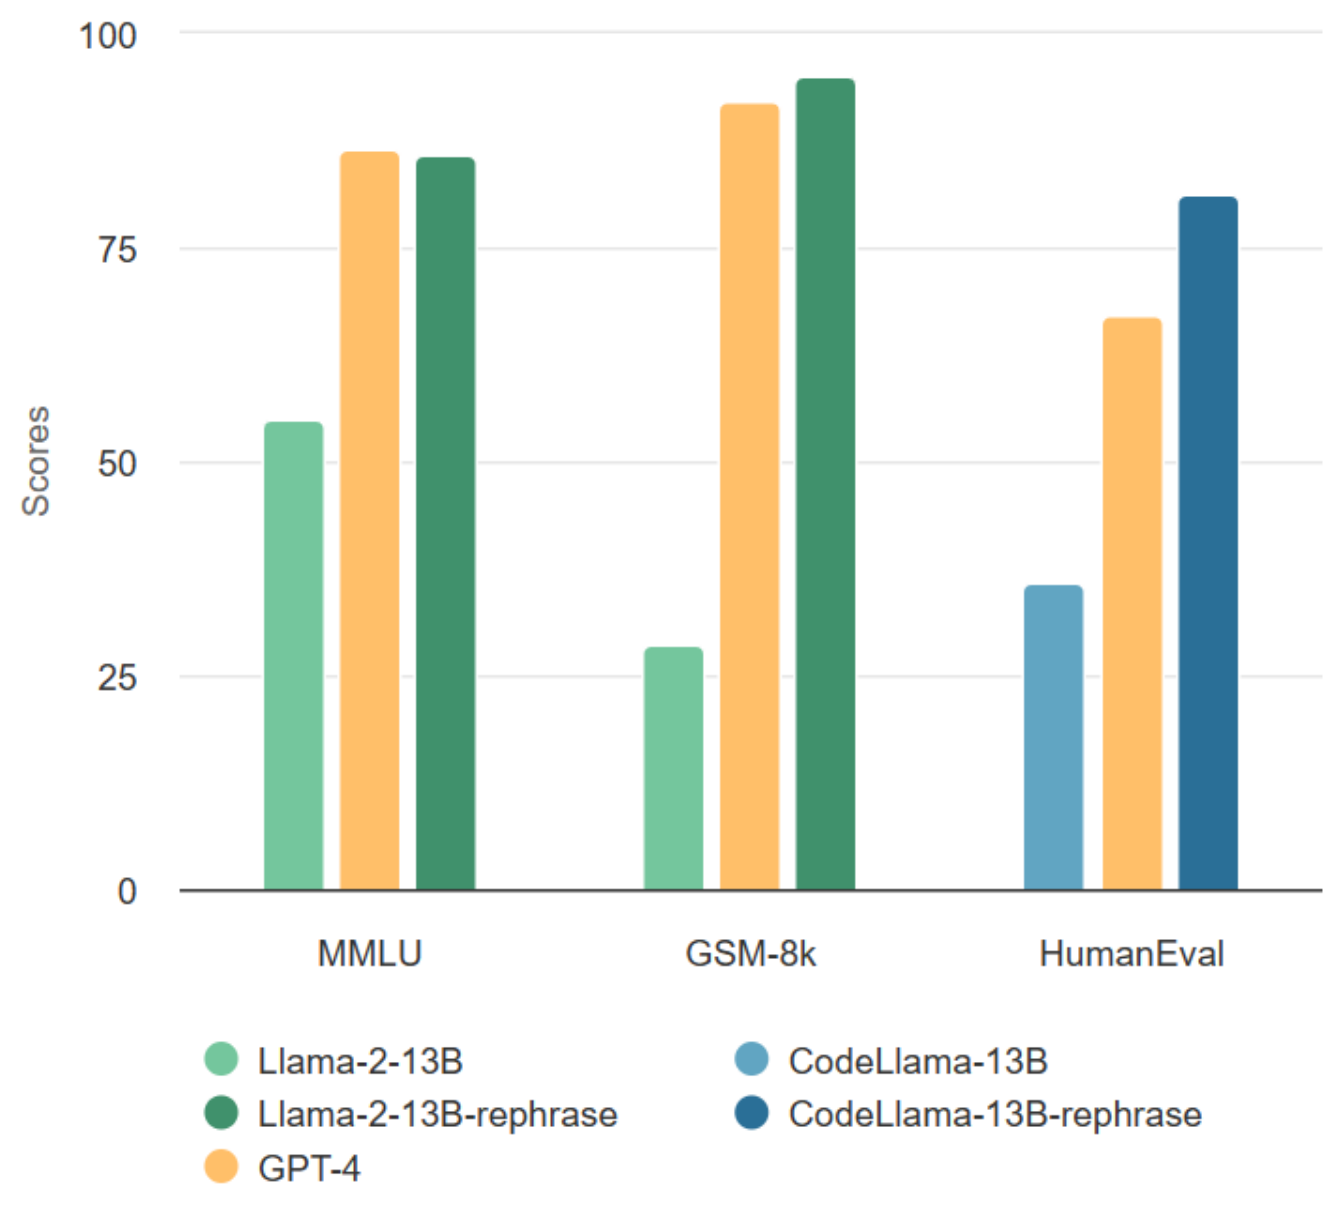 100
75
50
25
0
Scores
MMLU
GSM-8k
HumanEval
Llama-2-13B
Llama-2-13B-rephrase
GPT-4
CodeLlama-13B
CodeLlama-13B-rephrase